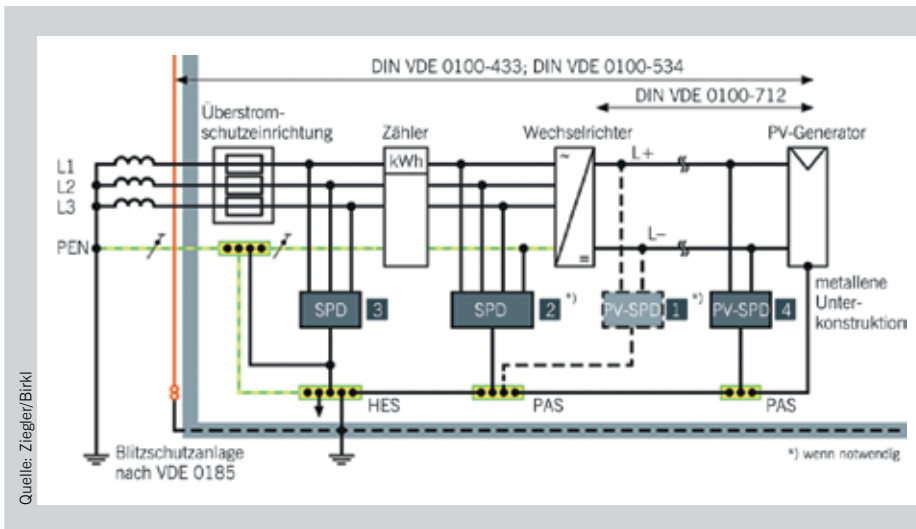 DIN VDE 0100-433; DIN VDE 0100-534
DIN VDE 0100-712
Überstrom-
schutzeinrichtung
Zähler
Wechselrichter
PV-Generator
kWh
~
L+
L1
L2
L3
PEN
L–
=
SPD
3
SPD
2
*)
PV-SPD
1
*)
PV-SPD
4
metallene
Unter-
konstruktion
HES
PAS
PAS
Blitzschutzanlage
nach VDE 0185
*) wenn notwendig
Quelle: Ziegler/Birkl